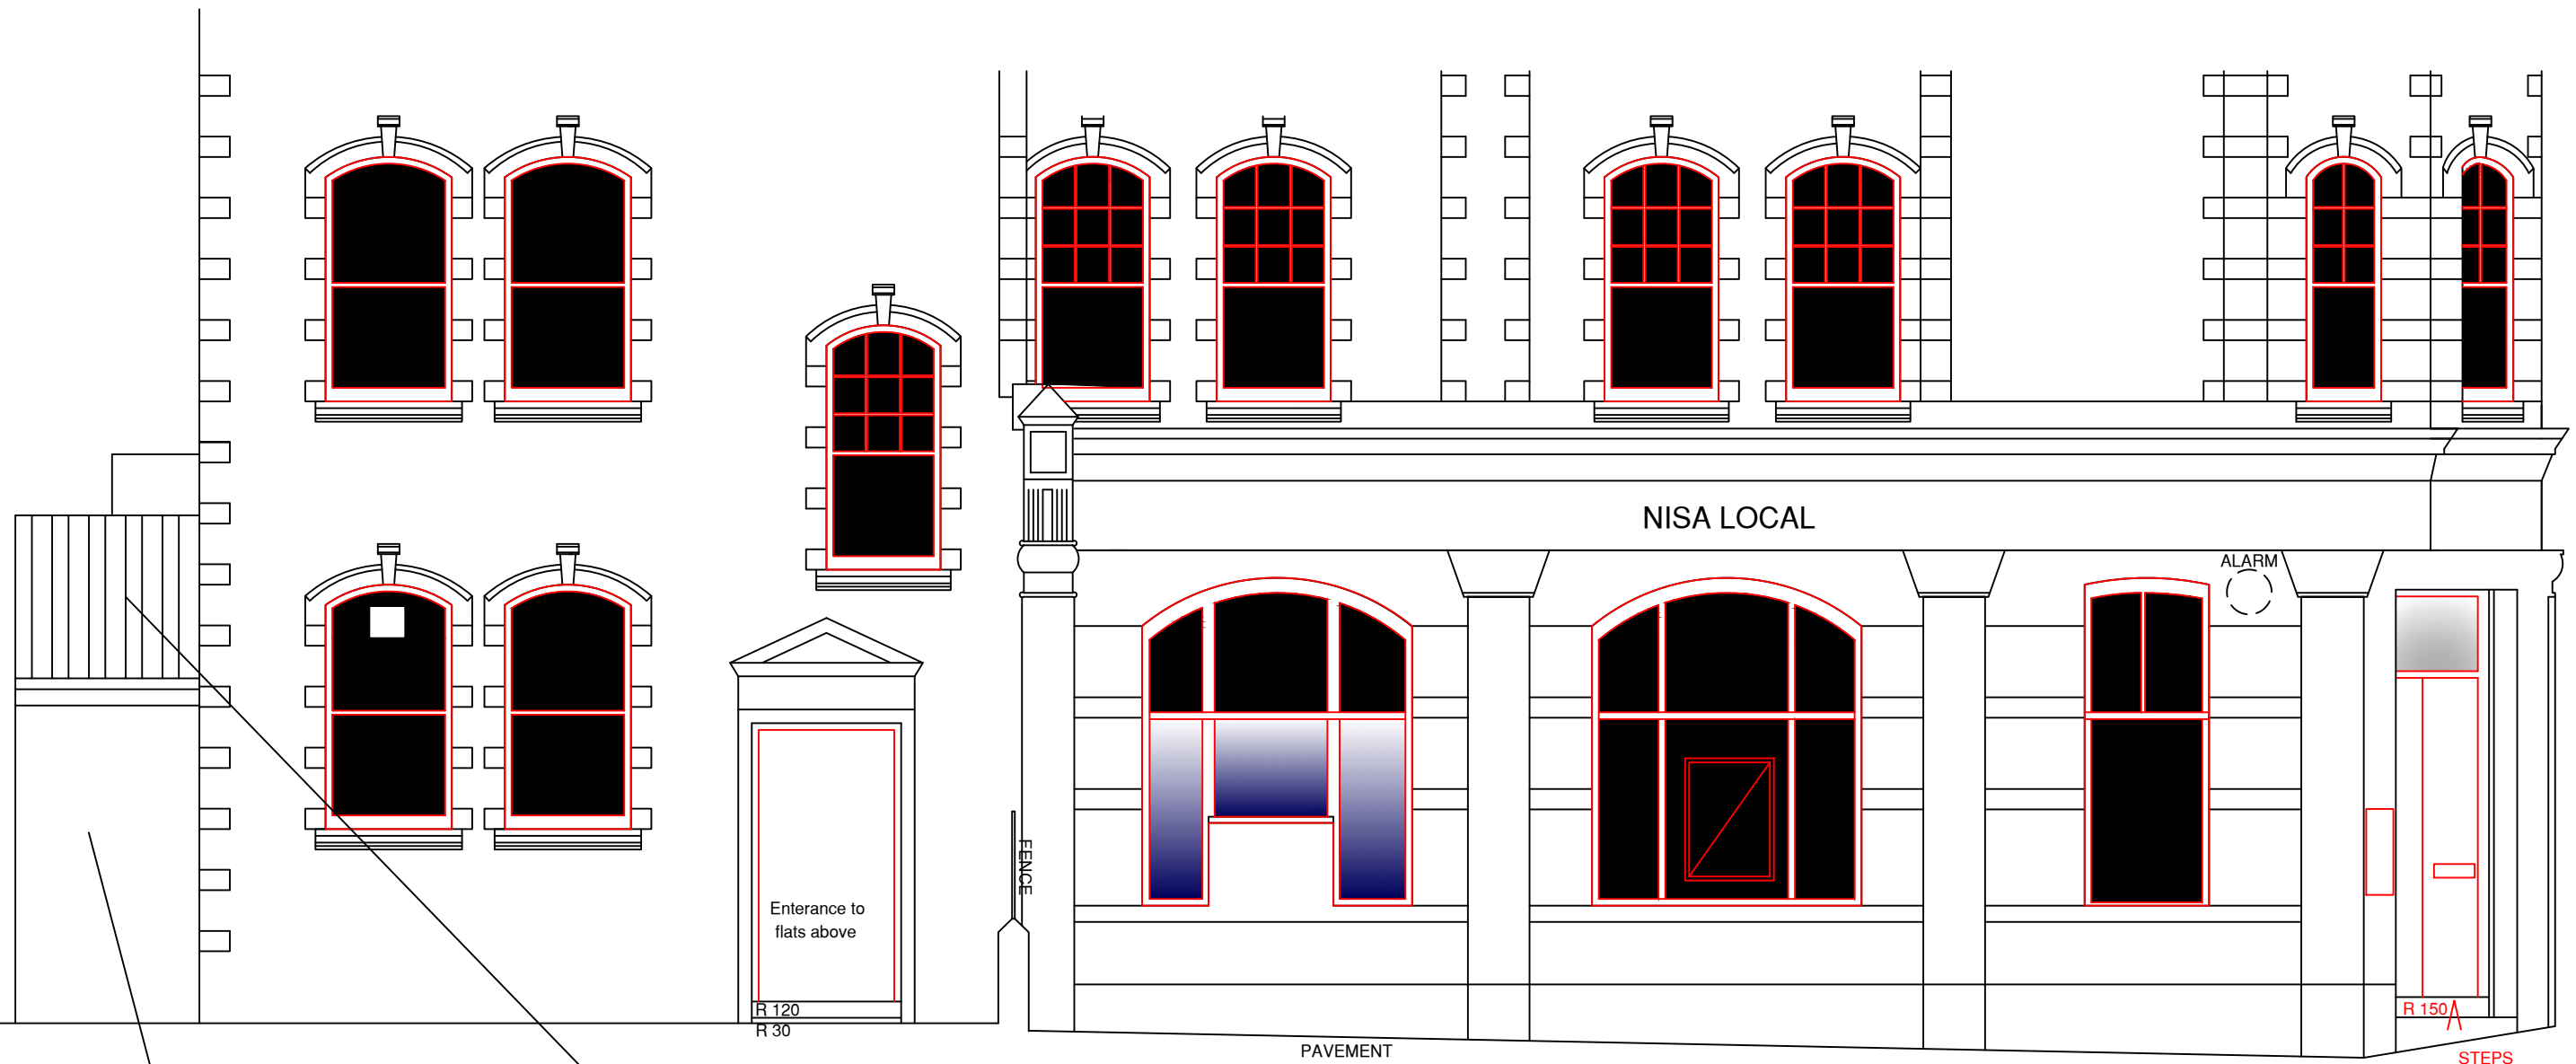 NISA LOCAL
ALARM
FENCE
Enterance to
flats above
R 120
R 30
R 150
PAVEMENT
STEPS